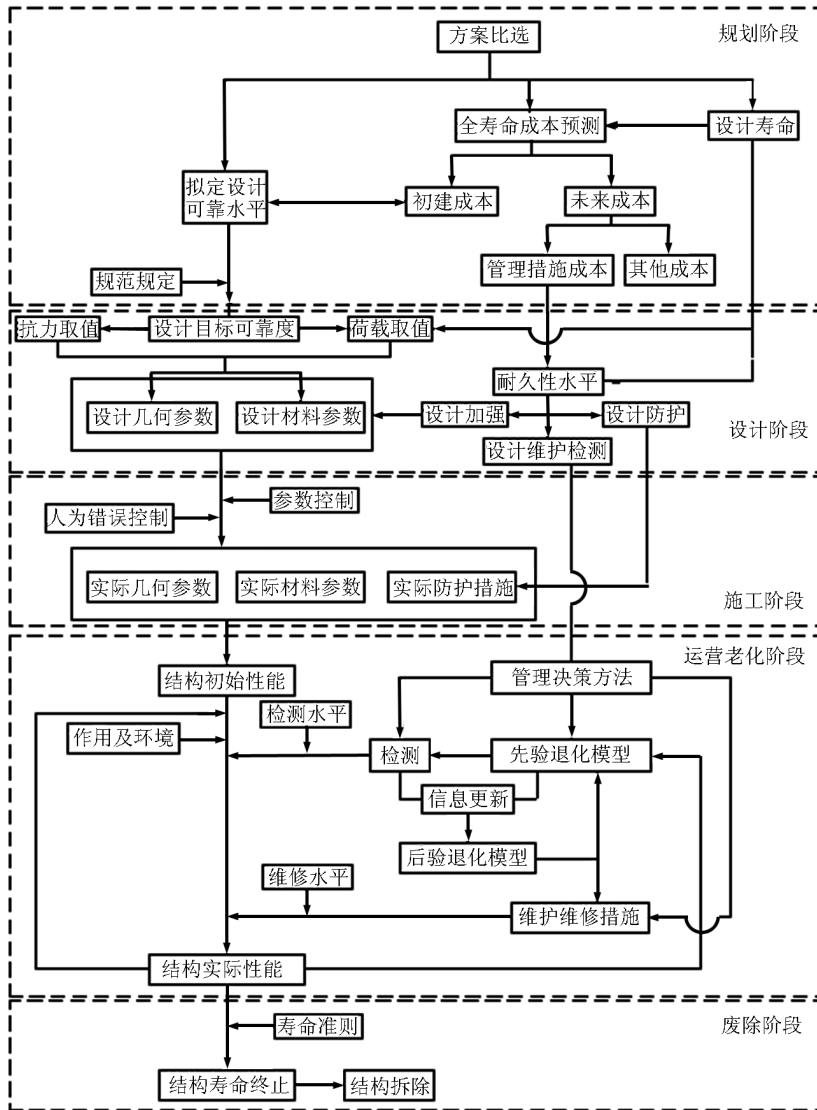 方案比选
规划阶段
全寿命成本预测
设计寿命
拟定设计
可靠水平
初建成本
未来成本
规范规定
管理措施成本
其他成本
抗力取值
设计目标可靠度
荷载取值
耐久性水平
设计几何参数
设计材料参数
设计加强
设计防护
设计阶段
设计维护检测
参数控制
人为错误控制
实际几何参数
实际材料参数
实际防护措施
施工阶段
运营老化阶段
结构初始性能
管理决策方法
检测水平
作用及环境
检测
先验退化模型
信息更新
后验退化模型
维修水平
维护维修措施
结构实际性能
寿命准则
废除阶段
结构寿命终止
结构拆除